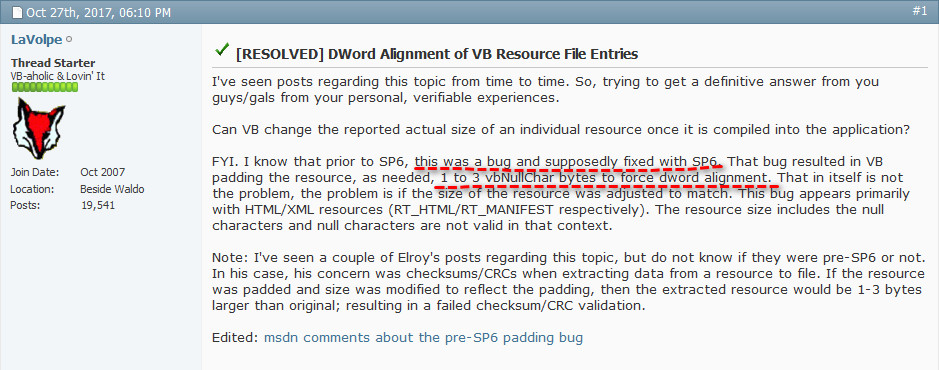 Oct 27th, 2017, 06:10 PM
#1
LaVolpe
Thread Starter
VB-aholic & Lovin' It
Join Date: Oct 2007
Location: Beside Waldo
Posts: 19,541
[RESOLVED] DWord Alignment of VB Resource File Entries
I've seen posts regarding this topic from time to time. So, trying to get a definitive answer from you
guys/gals from your personal, verifiable experiences.
Can VB change the reported actual size of an individual resource once it is compiled into the application?
FYI. I know that prior to SP6, this was a bug and supposedly fixed with SP6. That bug resulted in VB
padding the resource, as needed, 1 to 3 vbNullChar bytes to force dword alignment. That in itself is not
the problem, the problem is if the size of the resource was adjusted to match. This bug appears primarily
with HTML/XML resources (RT_HTML/RT_MANIFEST respectively). The resource size includes the null
characters and null characters are not valid in that context.
Note: I've seen a couple of Elroy's posts regarding this topic, but do not know if they were pre-SP6 or not.
In his case, his concern was checksums/CRCs when extracting data from a resource to file. If the resource
was padded and size was modified to reflect the padding, then the extracted resource would be 1-3 bytes
larger than original; resulting in a failed checksum/CRC validation.
Edited: msdn comments about the pre-SP6 padding bug